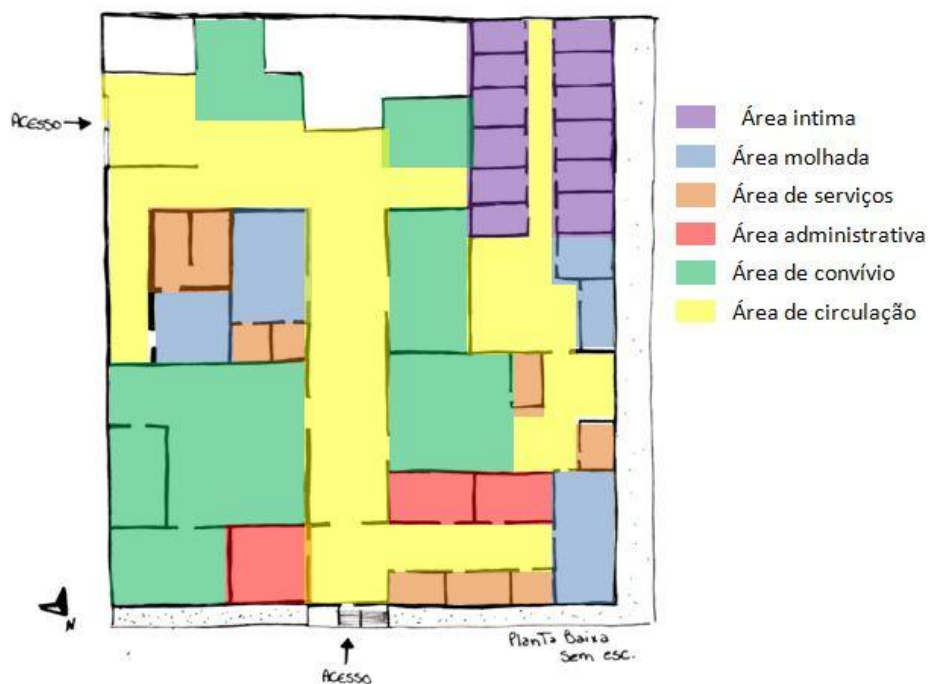 ACESSO
Área intima
Área molhada
Área de serviços
Área administrativa
Área de convívio
Área de circulação
N
PlanTa Baixa
Sem esc.
ACESSO